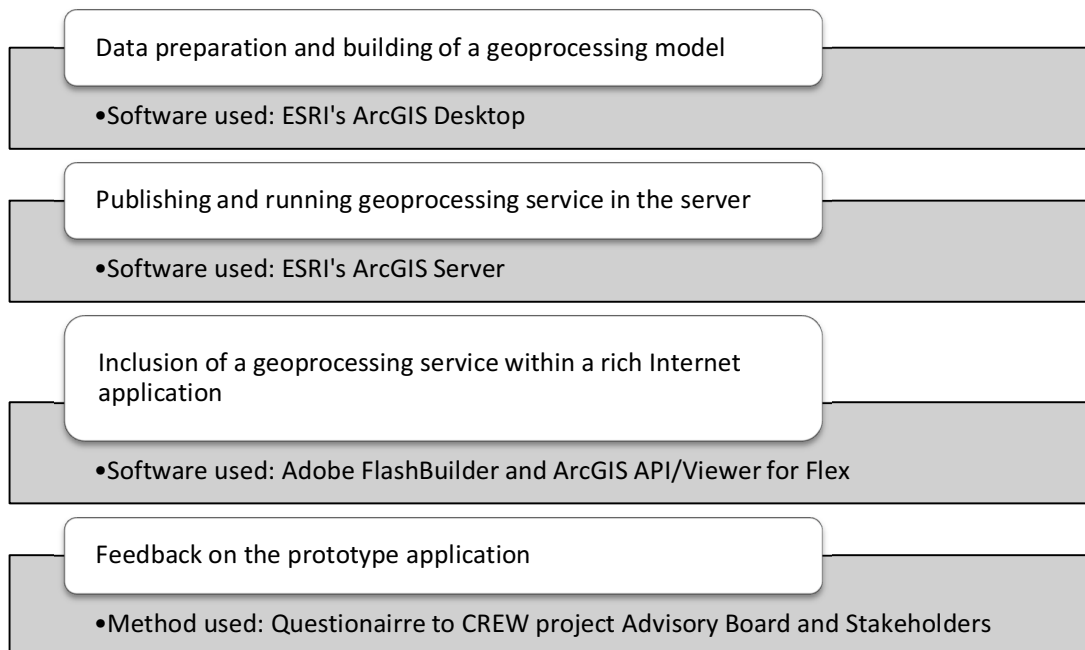 Data preparation and building of a geoprocessing model
•Software used: ESRI's ArcGIS Desktop
Publishing and running geoprocessing service in the server
•Software used: ESRI's ArcGIS Server
Inclusion of a geoprocessing service within a rich Internet
application
•Software used: Adobe FlashBuilder and ArcGIS API/Viewer for Flex
Feedback on the prototype application
•Method used: Questionairre to CREW project Advisory Board and Stakeholders